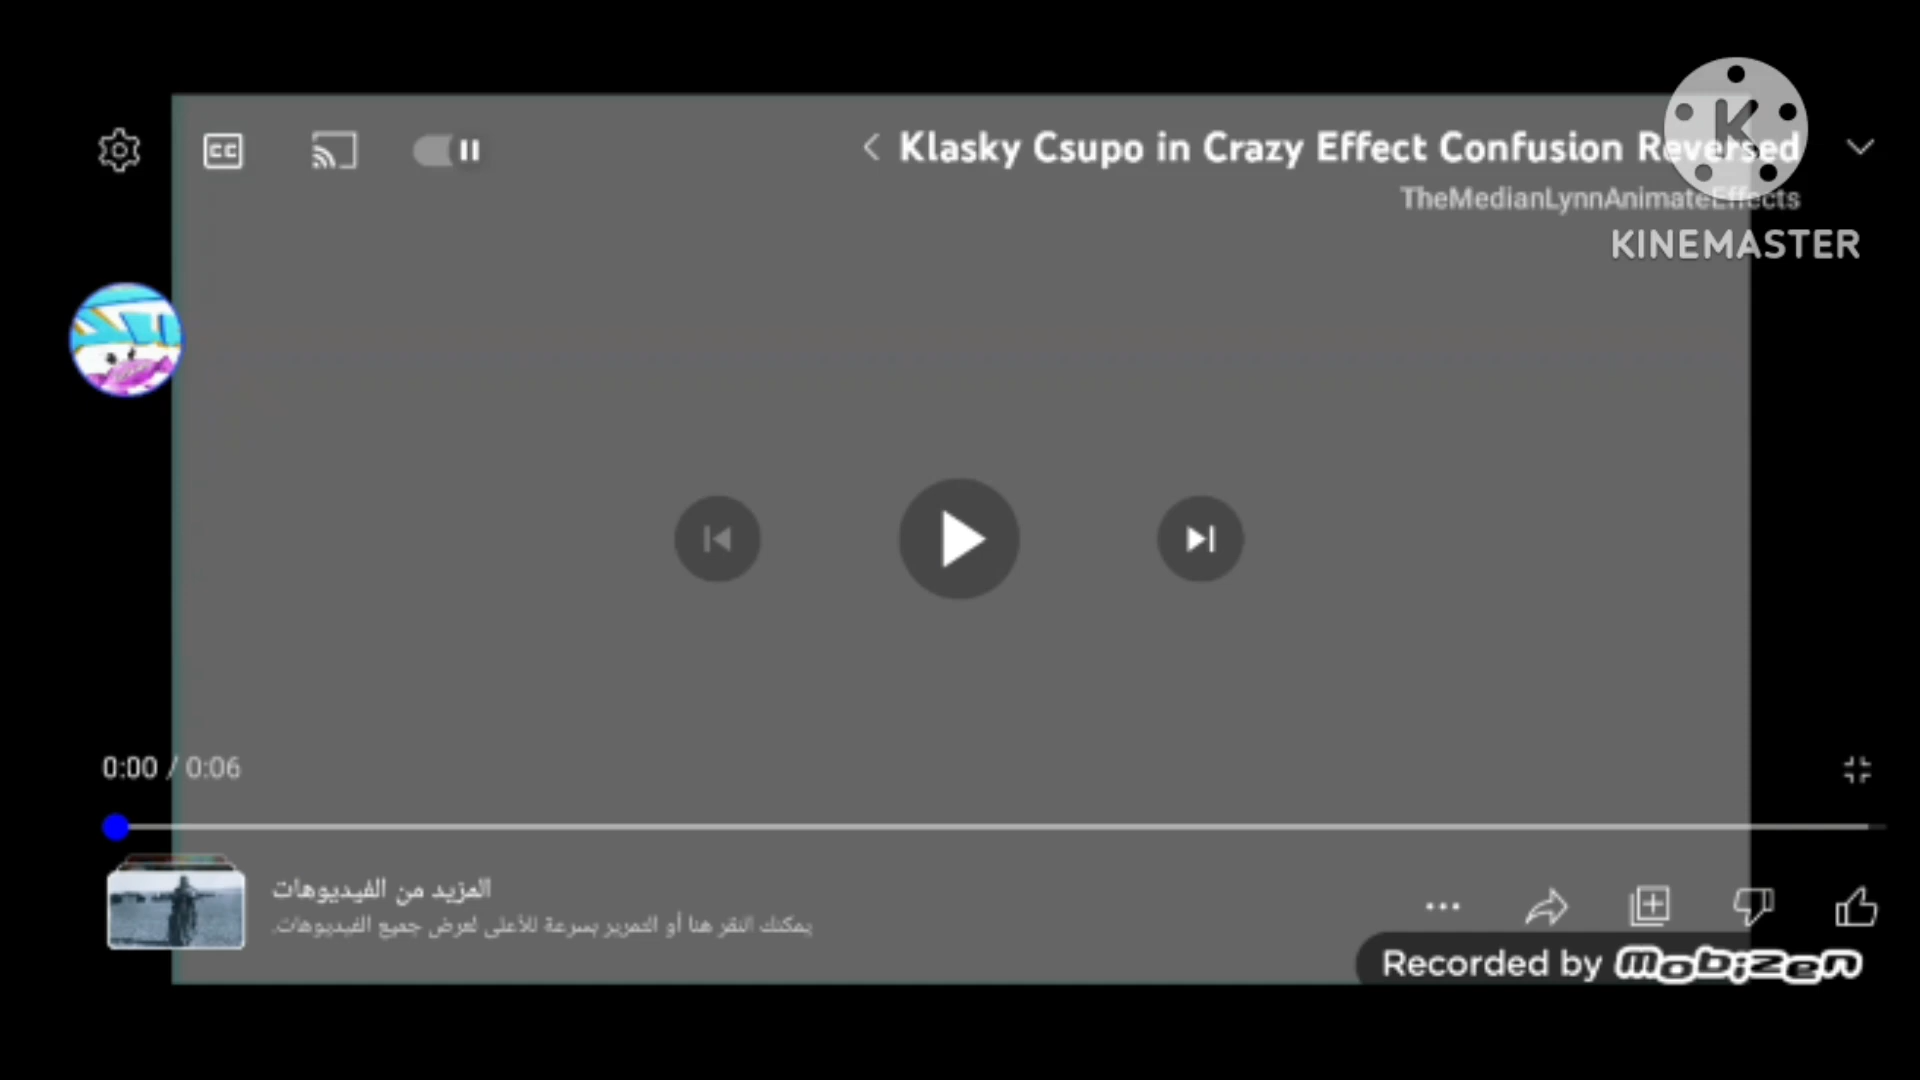 CC
Klasky Csupo in Crazy Effect Confusion Reversed
TheMedianLynnAnimateEffects
K
KINEMASTER
0:00 / 0:06
المزيد من الفيديوهات
يمكنك النقر هنا أو التمرير بسرعة للأعلى لعرض جميع الفيديوهات.
Recorded by mobizen